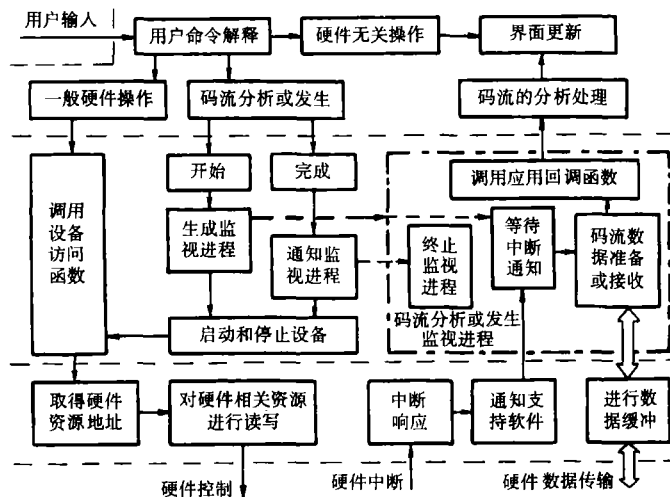 用户输入
用户命令解释
硬件无关操作
界面更新
一般硬件操作
码流分析或发生
码流的分析处理
开始
完成
调用应用回调函数
调用
设备
访问
函数
生成监
视进程
通知监
视进程
终止
监视
进程
等待
中断
通知
码流数
据准备
或接收
启动和停止设备
码流分析或发生
监视进程
取得硬件
资源地址
对硬件相关资源
进行读写
中断
响应
通知支
持软件
进行数
据缓冲
硬件控制
硬件中断
硬件数据传输